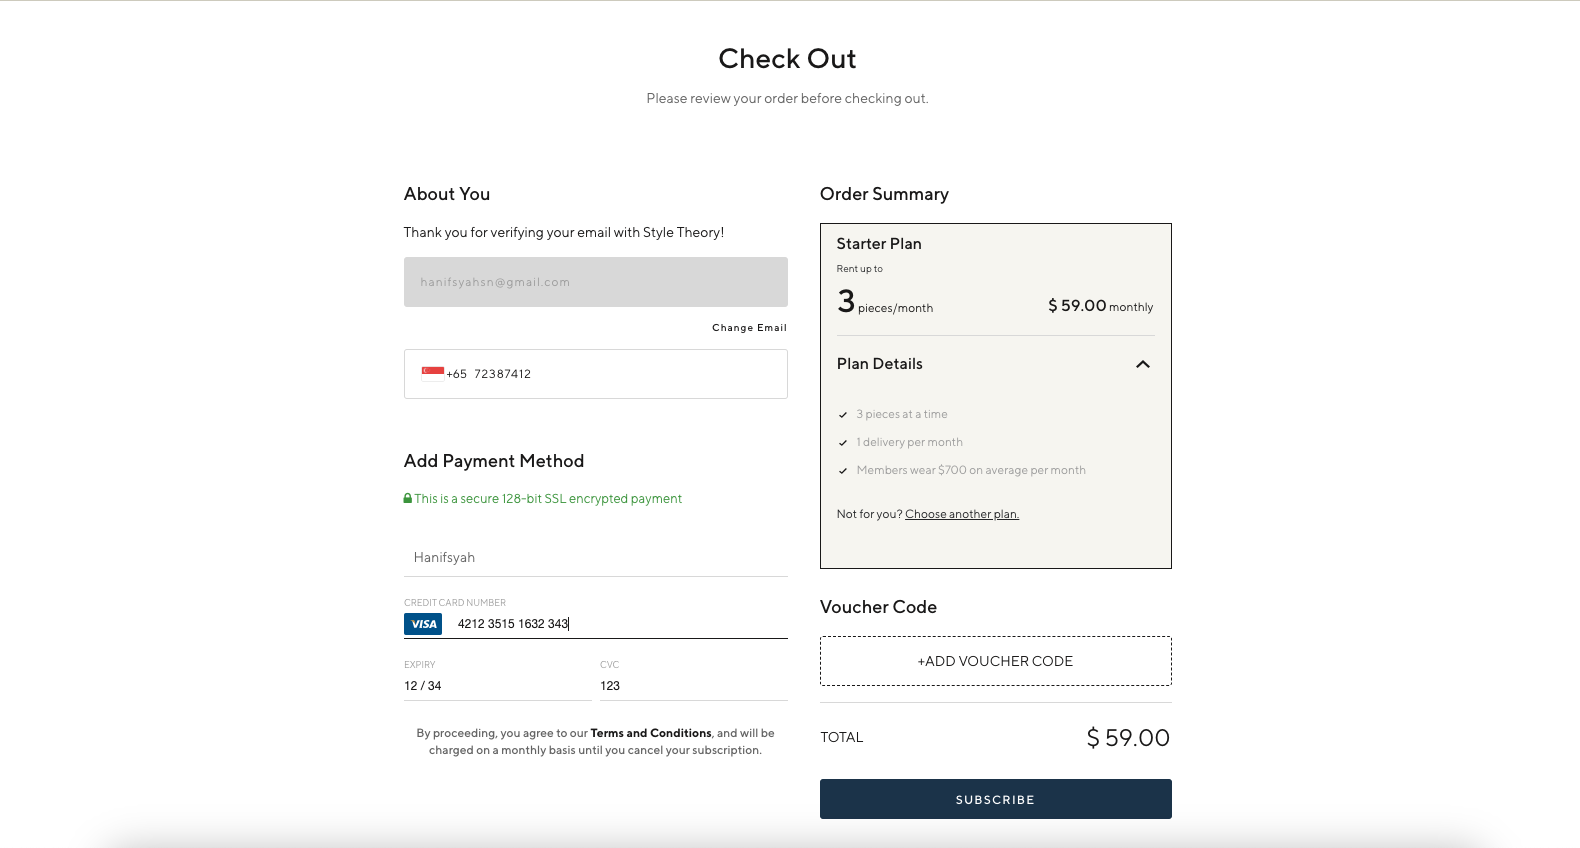 Check Out
Please review your order before checking out.
About You
Thank you for verifying your email with Style Theory!
hanifsyahsn@gmail.com
Change Email
+65 72387412
Add Payment Method
This is a secure 128-bit SSL encrypted payment
Hanifsyah
CREDIT CARD NUMBER
VISA 4212 3515 1632 343
EXPIRY CVC
12 / 34 123
By proceeding, you agree to our Terms and Conditions, and will be
charged on a monthly basis until you cancel your subscription.
Order Summary
Starter Plan
Rent up to
3 pieces/month $ 59.00 monthly
Plan Details
3 pieces at a time
1 delivery per month
Members wear $700 on average per month
Not for you? Choose another plan.
Voucher Code
+ADD VOUCHER CODE
TOTAL $ 59.00
SUBSCRIBE